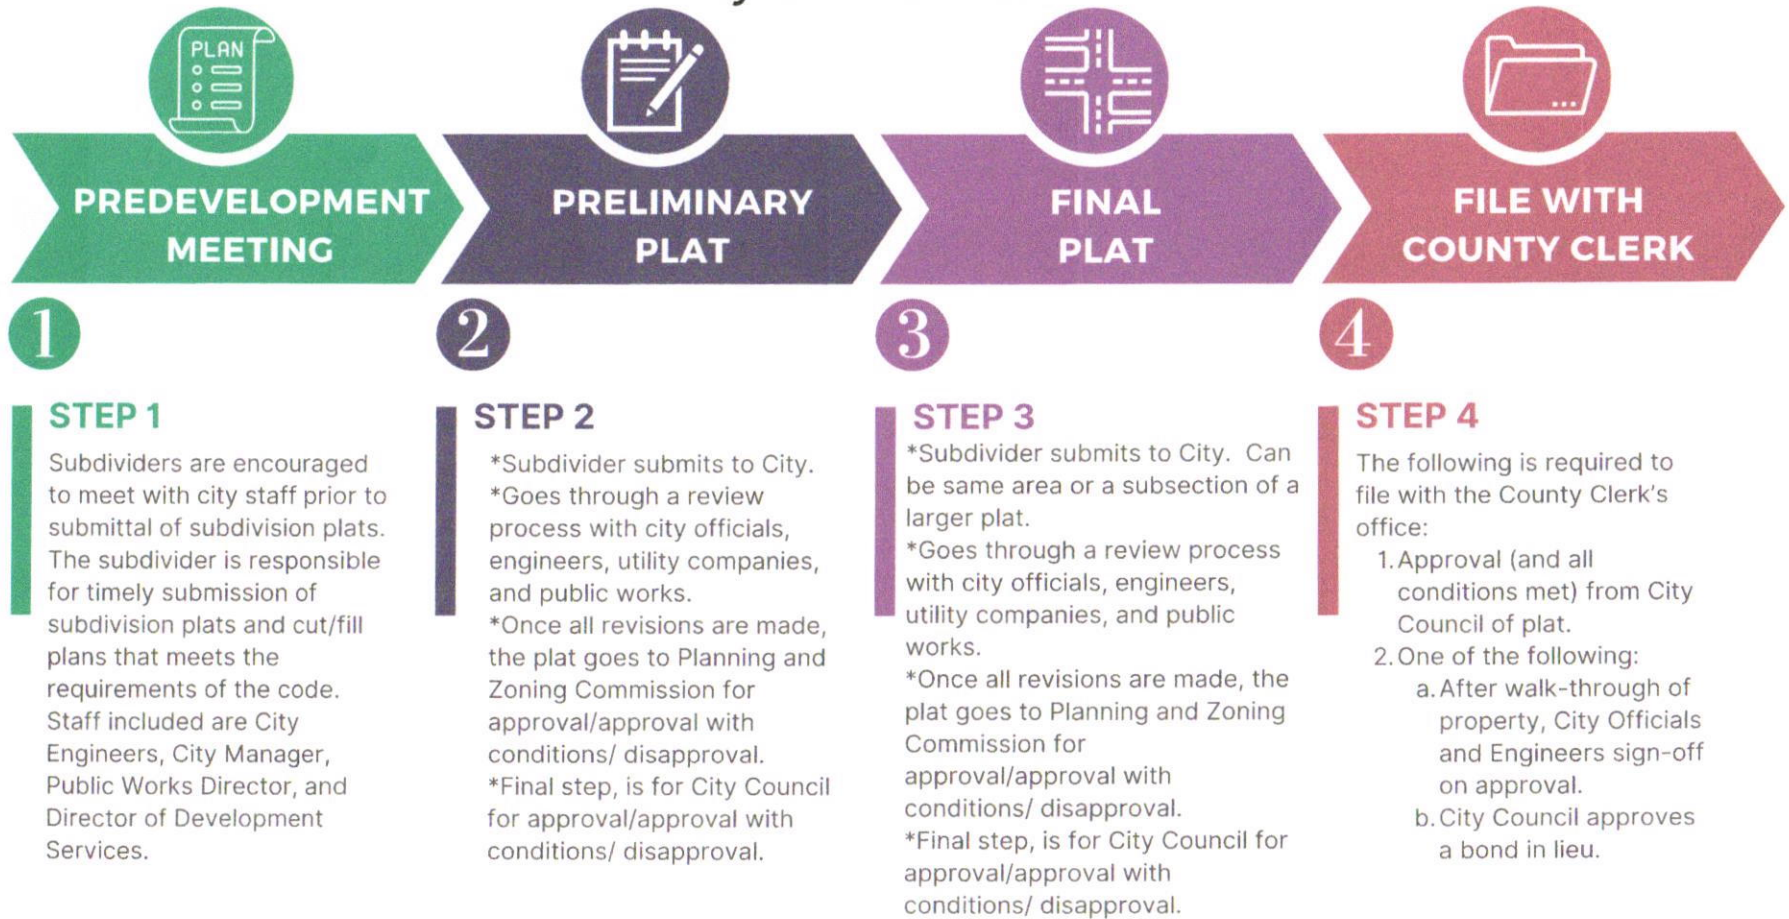 PLAN
PREDEVELOPMENT
MEETING
PRELIMINARY
PLAT
FINAL
PLAT
FILE WITH
COUNTY CLERK
1
STEP 1
Subdividers are encouraged
to meet with city staff prior to
submittal of subdivision plats.
The subdivider is responsible
for timely submission of
subdivision plats and cut/fill
plans that meets the
requirements of the code.
Staff included are City
Engineers, City Manager,
Public Works Director, and
Director of Development
Services.
2
STEP 2
*Subdivider submits to City.
*Goes through a review
process with city officials,
engineers, utility companies,
and public works.
*Once all revisions are made,
the plat goes to Planning and
Zoning Commission for
approval/approval with
conditions/ disapproval.
*Final step, is for City Council
for approval/approval with
conditions/ disapproval.
3
STEP 3
*Subdivider submits to City.  Can
be same area or a subsection of a
larger plat.
*Goes through a review process
with city officials, engineers,
utility companies, and public
works.
*Once all revisions are made, the
plat goes to Planning and Zoning
Commission for
approval/approval with
conditions/ disapproval.
*Final step, is for City Council for
approval/approval with
conditions/ disapproval.
4
STEP 4
The following is required to
file with the County Clerk's
office:
1. Approval (and all
conditions met) from City
Council of plat.
2. One of the following:
a. After walk-through of
property, City Officials
and Engineers sign-off
on approval.
b. City Council approves
a bond in lieu.